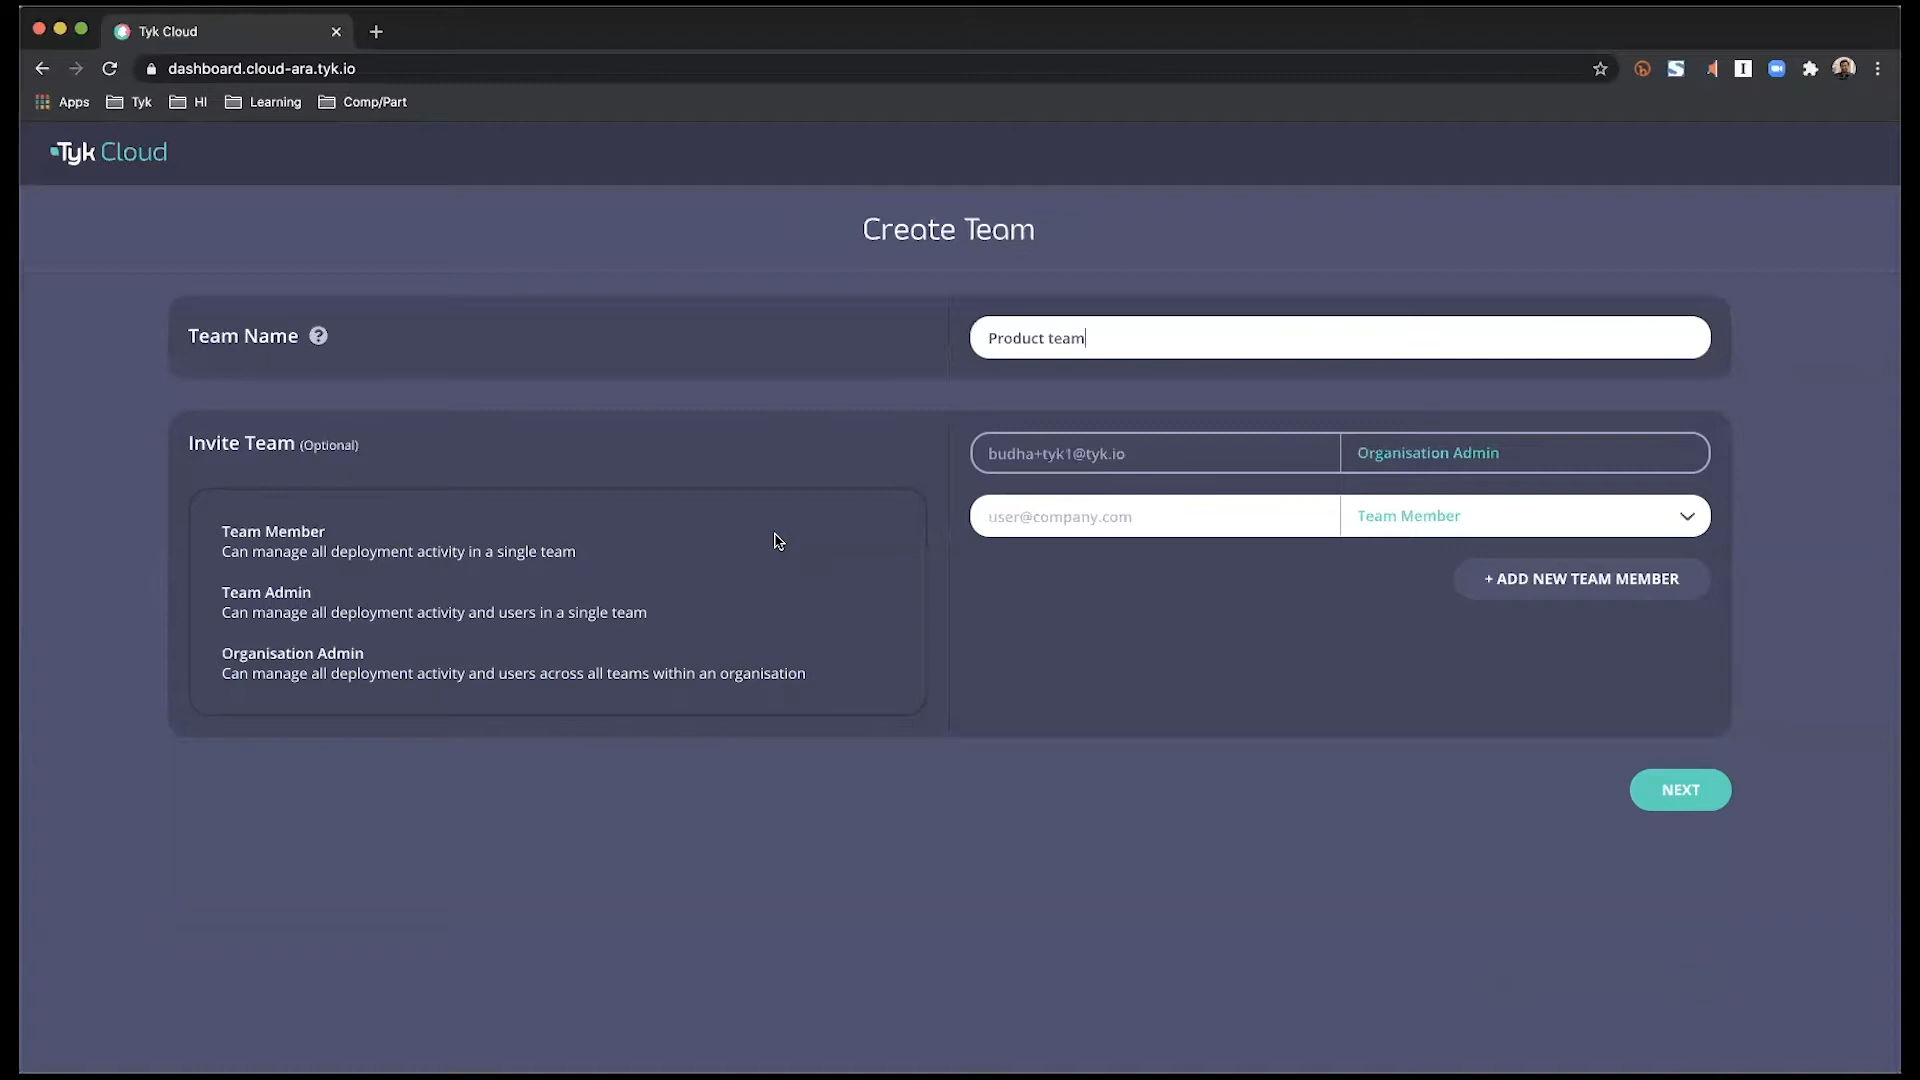 Tyk Cloud
dashboard.cloud-ara.tyk.io
Apps Tyk HI Learning Comp/Part
Tyk Cloud
Create Team
Team Name ?
Product team
Invite Team (Optional)
budha+tyk1@tyk.io Organisation Admin
user@company.com Team Member
Team Member
Can manage all deployment activity in a single team
+ ADD NEW TEAM MEMBER
Team Admin
Can manage all deployment activity and users in a single team
Organisation Admin
Can manage all deployment activity and users across all teams within an organisation
NEXT